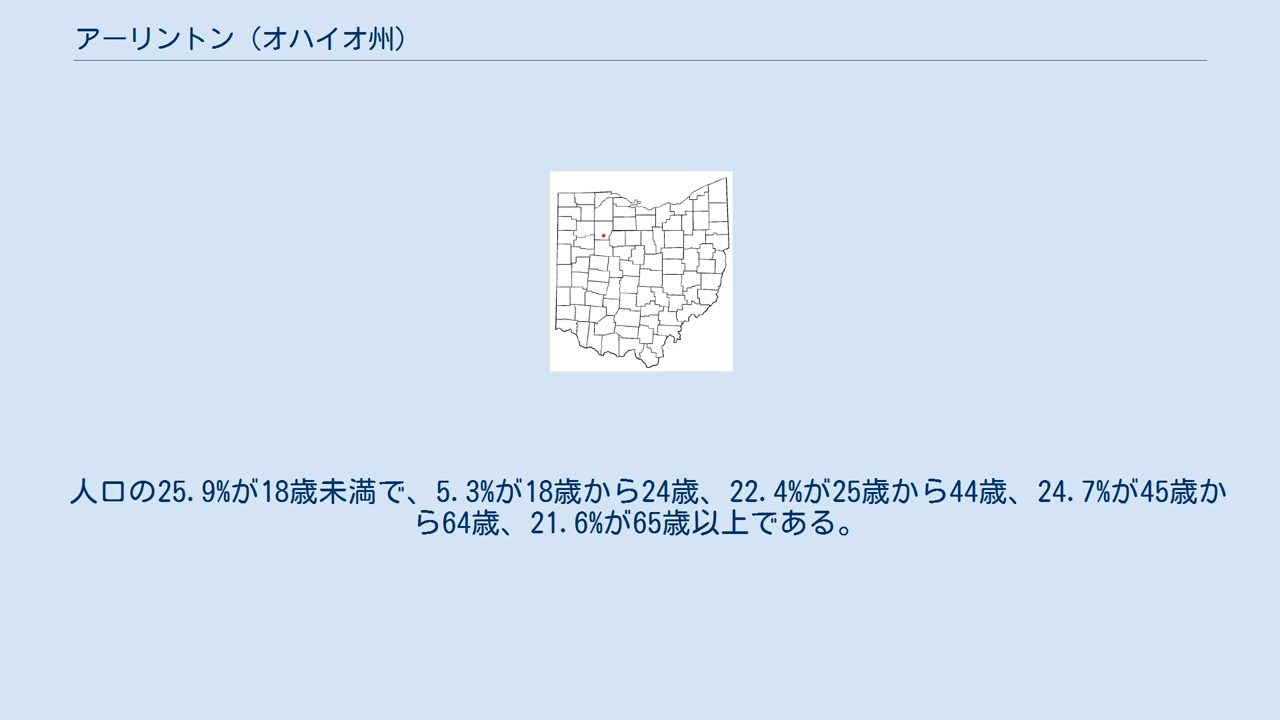 アーリントン（オハイオ州）
人口の25.9%が18歳未満で、5.3%が18歳から24歳、22.4%が25歳から44歳、24.7%が45歳か
ら64歳、21.6%が65歳以上である。